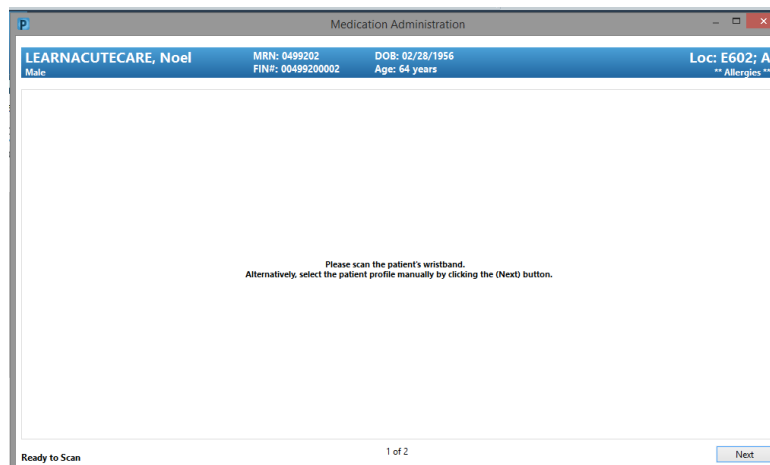 P
Medication Administration
LEARNACUTECARE, Noel
Male
MRN: 0499202
FIN#: 00499200002
DOB: 02/28/1956
Age: 64 years
Loc: E602; A
** Allergies **
Please scan the patient's wristband.
Alternatively, select the patient profile manually by clicking the (Next) button.
Ready to Scan
1 of 2
Next